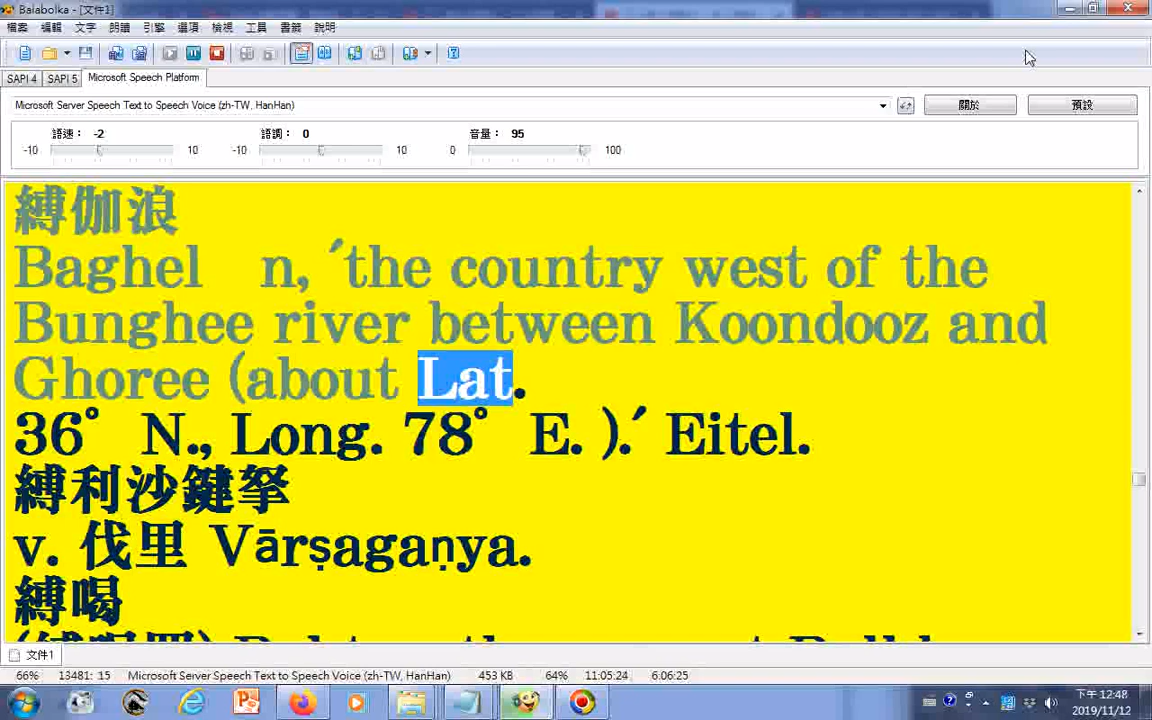 Balabolka - [文件1]
檔案 編輯 文字 朗讀 引擎 選項 檢視 工具 書籤 說明
SAPI 4 SAPI 5 Microsoft Speech Platform
Microsoft Server Speech Text to Speech Voice (zh-TW, HanHan) 關於 預設
語速： -2 語調： 0 音量： 95
-10 10 -10 10 0 100
縛伽浪
Baghel n, ´the country west of the
Bunghee river between Koondooz and
Ghoree (about Lat.
36° N., Long. 78° E. ).´ Eitel.
縛利沙鍵拏
v. 伐里 Vārṣagaṇya.
縛喝
文件1
66% 13481: 15 Microsoft Server Speech Text to Speech Voice (zh-TW, HanHan) 453 KB 64% 11:05:24 6:06:25
下午 12:48
2019/11/12